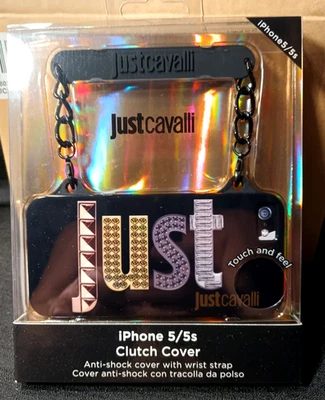 iPhone5/5s
justcavalli
justcavalli
Just
Touch and feel
justcavalli
iPhone 5/5s
Clutch Cover
Anti-shock cover with wrist strap
Cover anti-shock con tracolla da polso